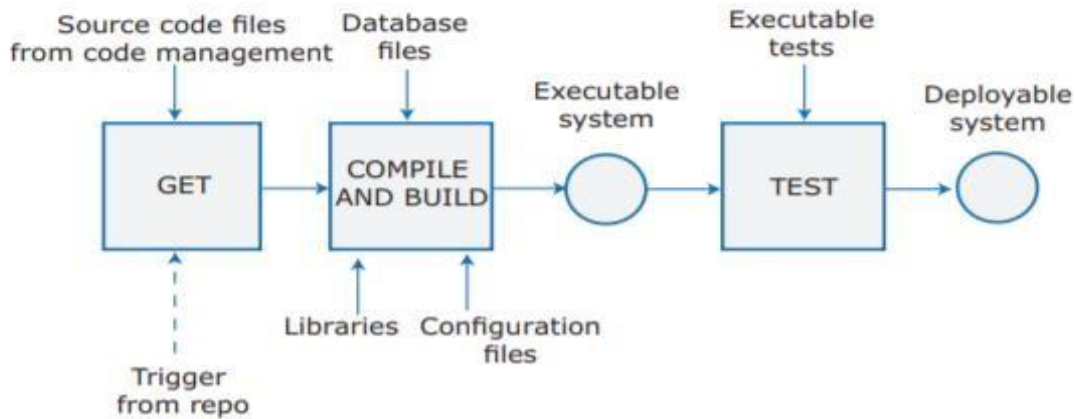 Source code files
from code management
Database
files
Executable
tests
Executable
system
Deployable
system
GET
COMPILE
AND BUILD
TEST
Libraries
Configuration
files
Trigger
from repo